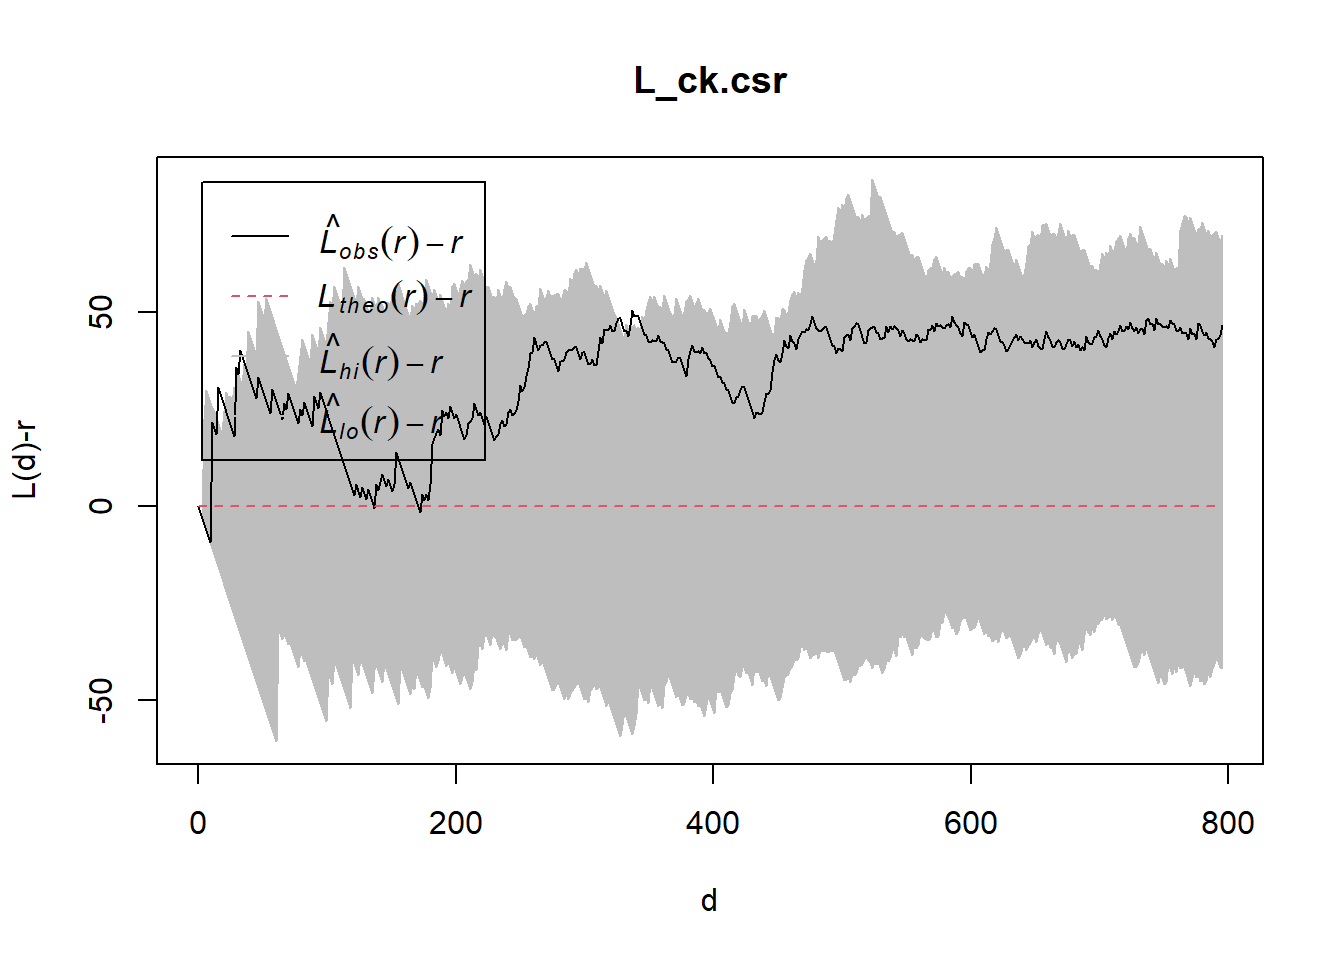 L_ck.csr
L̂obs(r) – r
Ltheo(r) – r
L̂hi(r) – r
L̂lo(r) – r
L(d)-r
50
0
-50
0 200 400 600 800
d